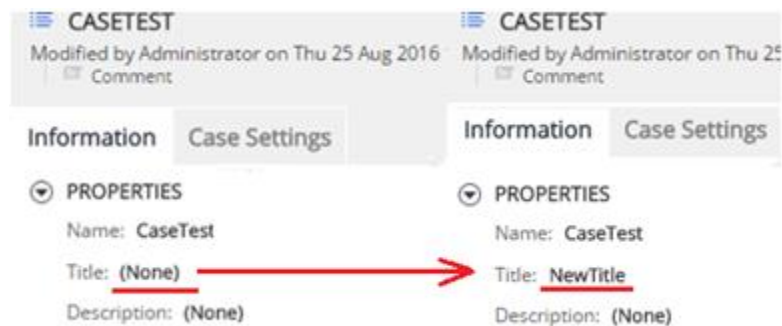 CASETEST
Modified by Administrator on Thu 25 Aug 2016
Comment
Information Case Settings
PROPERTIES
Name: CaseTest
Title: (None)
Description: (None)
CASETEST
Modified by Administrator on Thu 25
Comment
Information Case Settings
PROPERTIES
Name: CaseTest
Title: NewTitle
Description: (None)